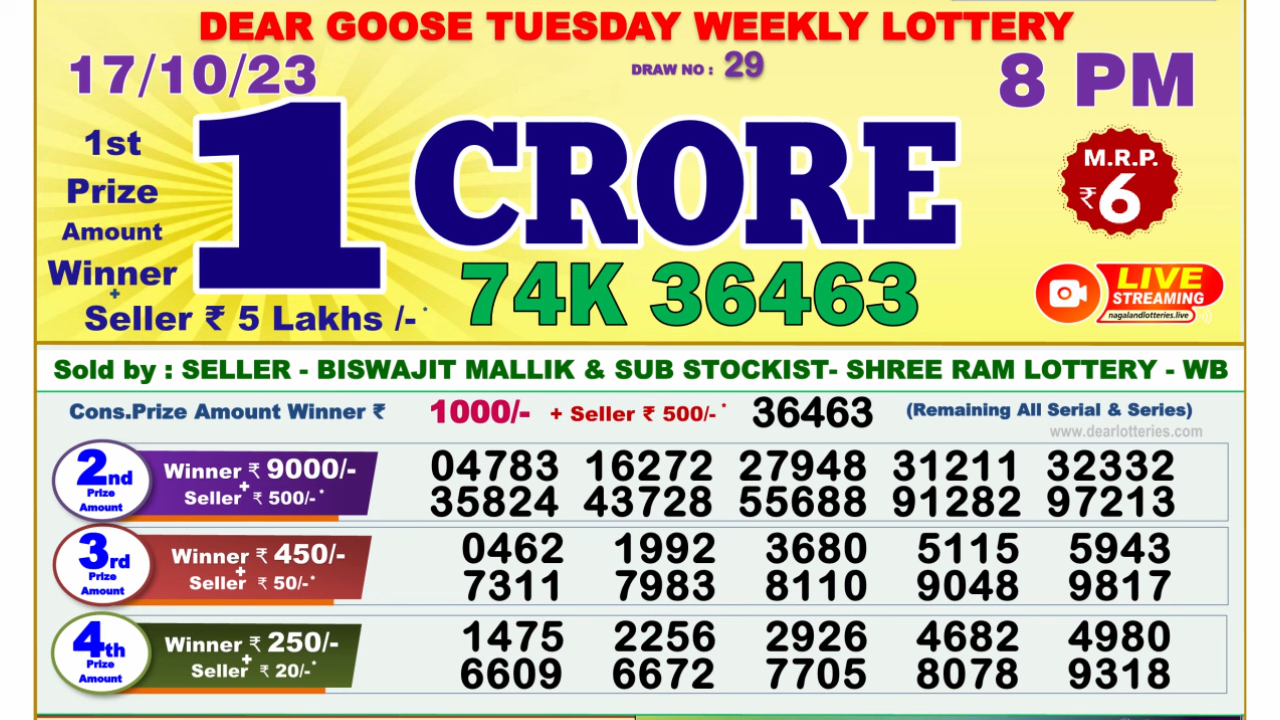 DEAR GOOSE TUESDAY WEEKLY LOTTERY
17/10/23
DRAW NO : 29
8 PM
1st
Prize
Amount
Winner
+
Seller ₹ 5 Lakhs /-*
1 CRORE
74K 36463
M.R.P.
₹6
LIVE
STREAMING
nagalandlotteries.live
Sold by : SELLER - BISWAJIT MALLIK & SUB STOCKIST- SHREE RAM LOTTERY - WB
Cons.Prize Amount Winner ₹ 1000/- + Seller ₹ 500/-* 36463 (Remaining All Serial & Series)
www.dearlotteries.com
2nd
Prize
Amount
Winner ₹ 9000/-
+
Seller ₹ 500/-*
04783 16272 27948 31211 32332
35824 43728 55688 91282 97213
3rd
Prize
Amount
Winner ₹ 450/-
+
Seller ₹ 50/-*
0462 1992 3680 5115 5943
7311 7983 8110 9048 9817
4th
Prize
Amount
Winner ₹ 250/-
+
Seller ₹ 20/-*
1475 2256 2926 4682 4980
6609 6672 7705 8078 9318